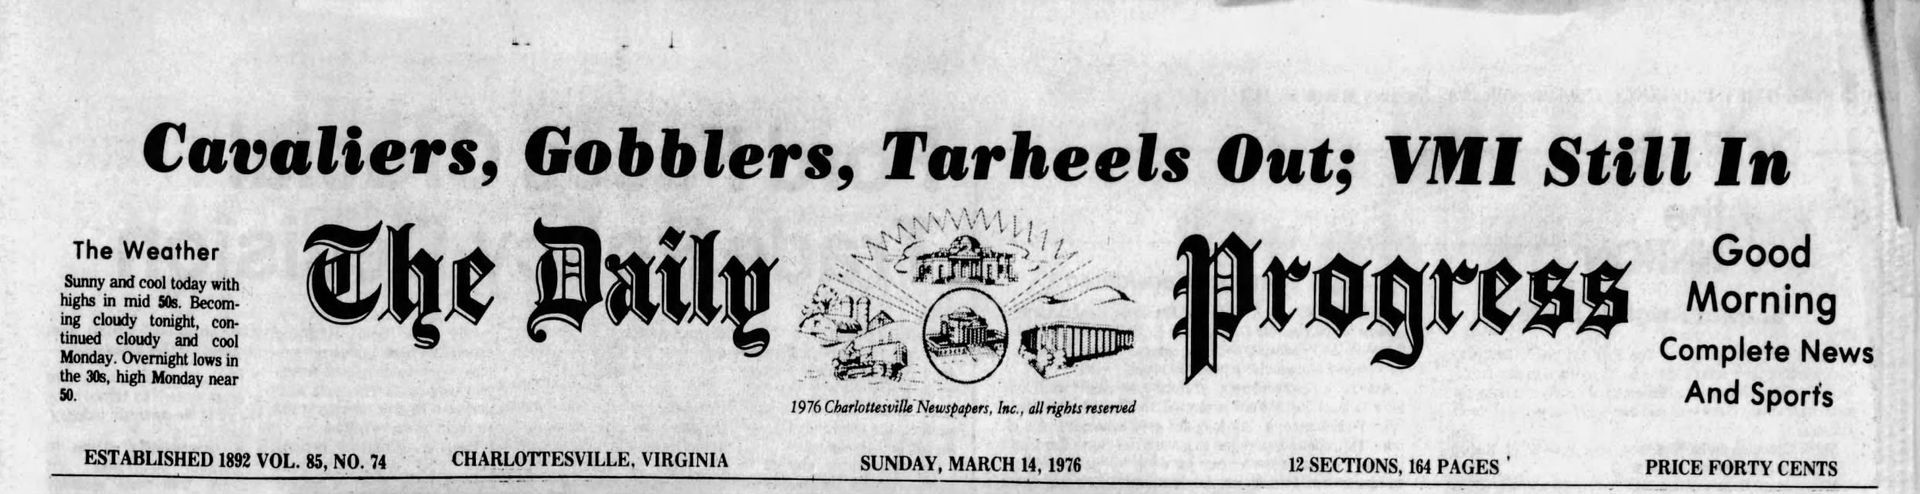 Cavaliers, Gobblers, Tarheels Out; VMI Still In
The Weather
Sunny and cool today with
highs in mid 50s. Becom-
ing cloudy tonight, con-
tinued cloudy and cool
Monday. Overnight lows in
the 30s, high Monday near
50.
The Daily Progress
1976 Charlottesville Newspapers, Inc., all rights reserved
Good
Morning
Complete News
And Sports
ESTABLISHED 1892 VOL. 85, NO. 74 CHARLOTTESVILLE, VIRGINIA SUNDAY, MARCH 14, 1976 12 SECTIONS, 164 PAGES PRICE FORTY CENTS